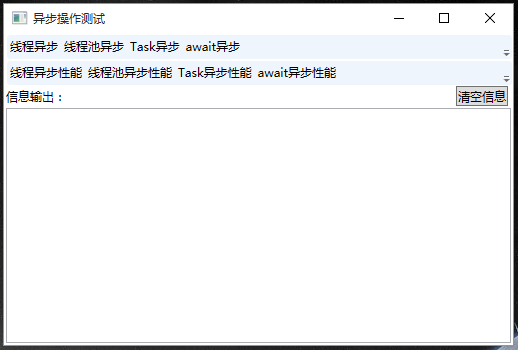 异步操作测试
线程异步 线程池异步 Task异步 await异步
线程异步性能 线程池异步性能 Task异步性能 await异步性能
信息输出： 清空信息